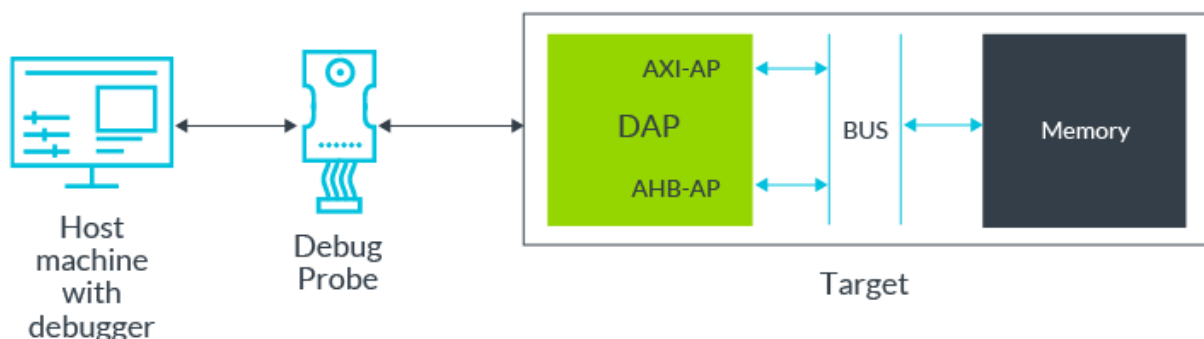 Host
machine
with
debugger
Debug
Probe
AXI-AP
DAP
AHB-AP
BUS
Memory
Target